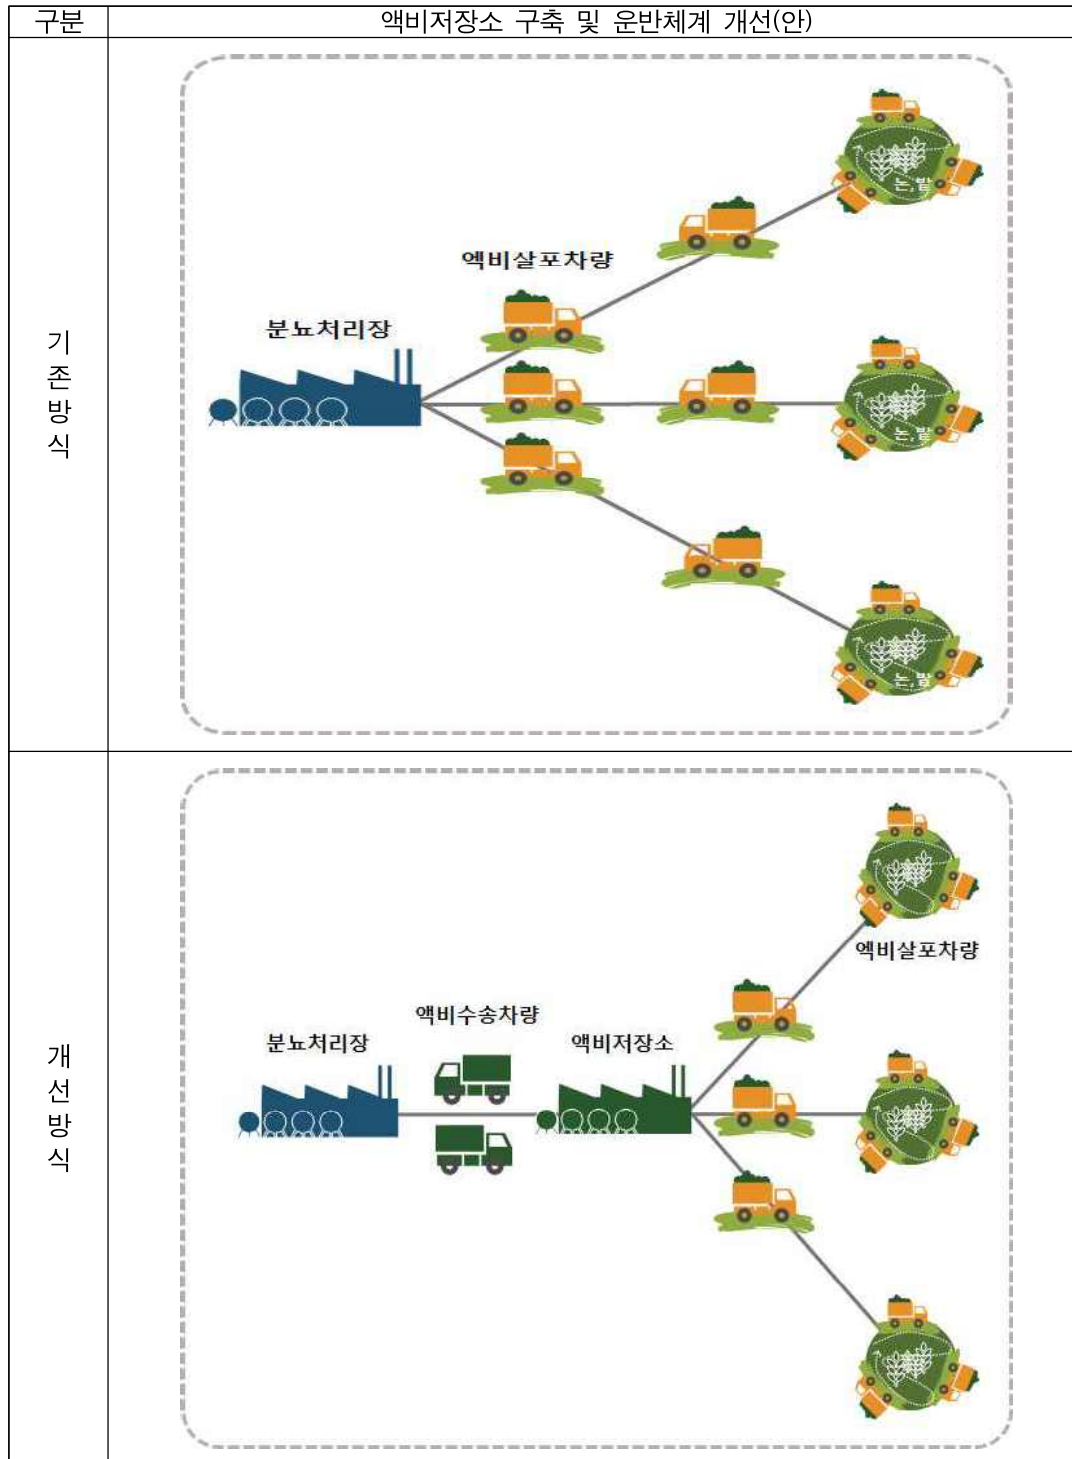 구분
액비저장소 구축 및 운반체계 개선(안)
기
존
방
식
엑비살포차량
분뇨처리장
논,밭
논,밭
논,밭
개
선
방
식
엑비살포차량
액비수송차량
분뇨처리장
액비저장소